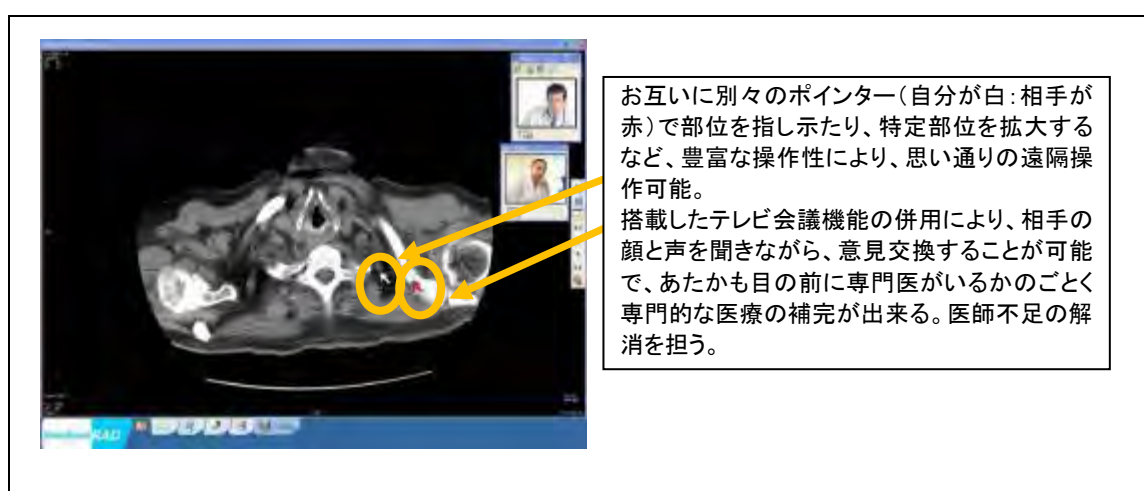 お互いに別々のポインター（自分が白：相手が
赤）で部位を指し示たり、特定部位を拡大する
など、豊富な操作性により、思い通りの遠隔操
作可能。
搭載したテレビ会議機能の併用により、相手の
顔と声を聞きながら、意見交換することが可能
で、あたかも目の前に専門医がいるかのごとく
専門的な医療の補完が出来る。医師不足の解
消を担う。
RAD